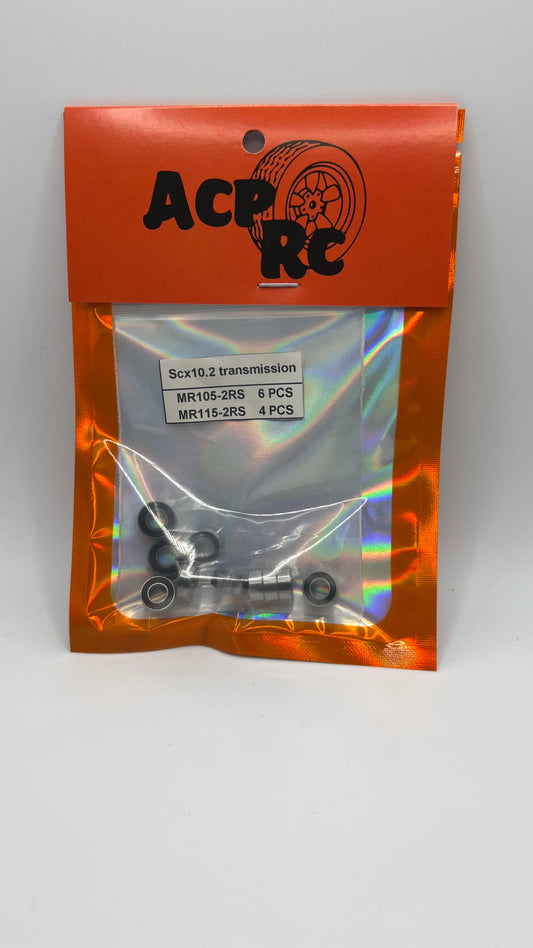 ACP
RC
Scx10.2 transmission
MR105-2RS 6 PCS
MR115-2RS 4 PCS